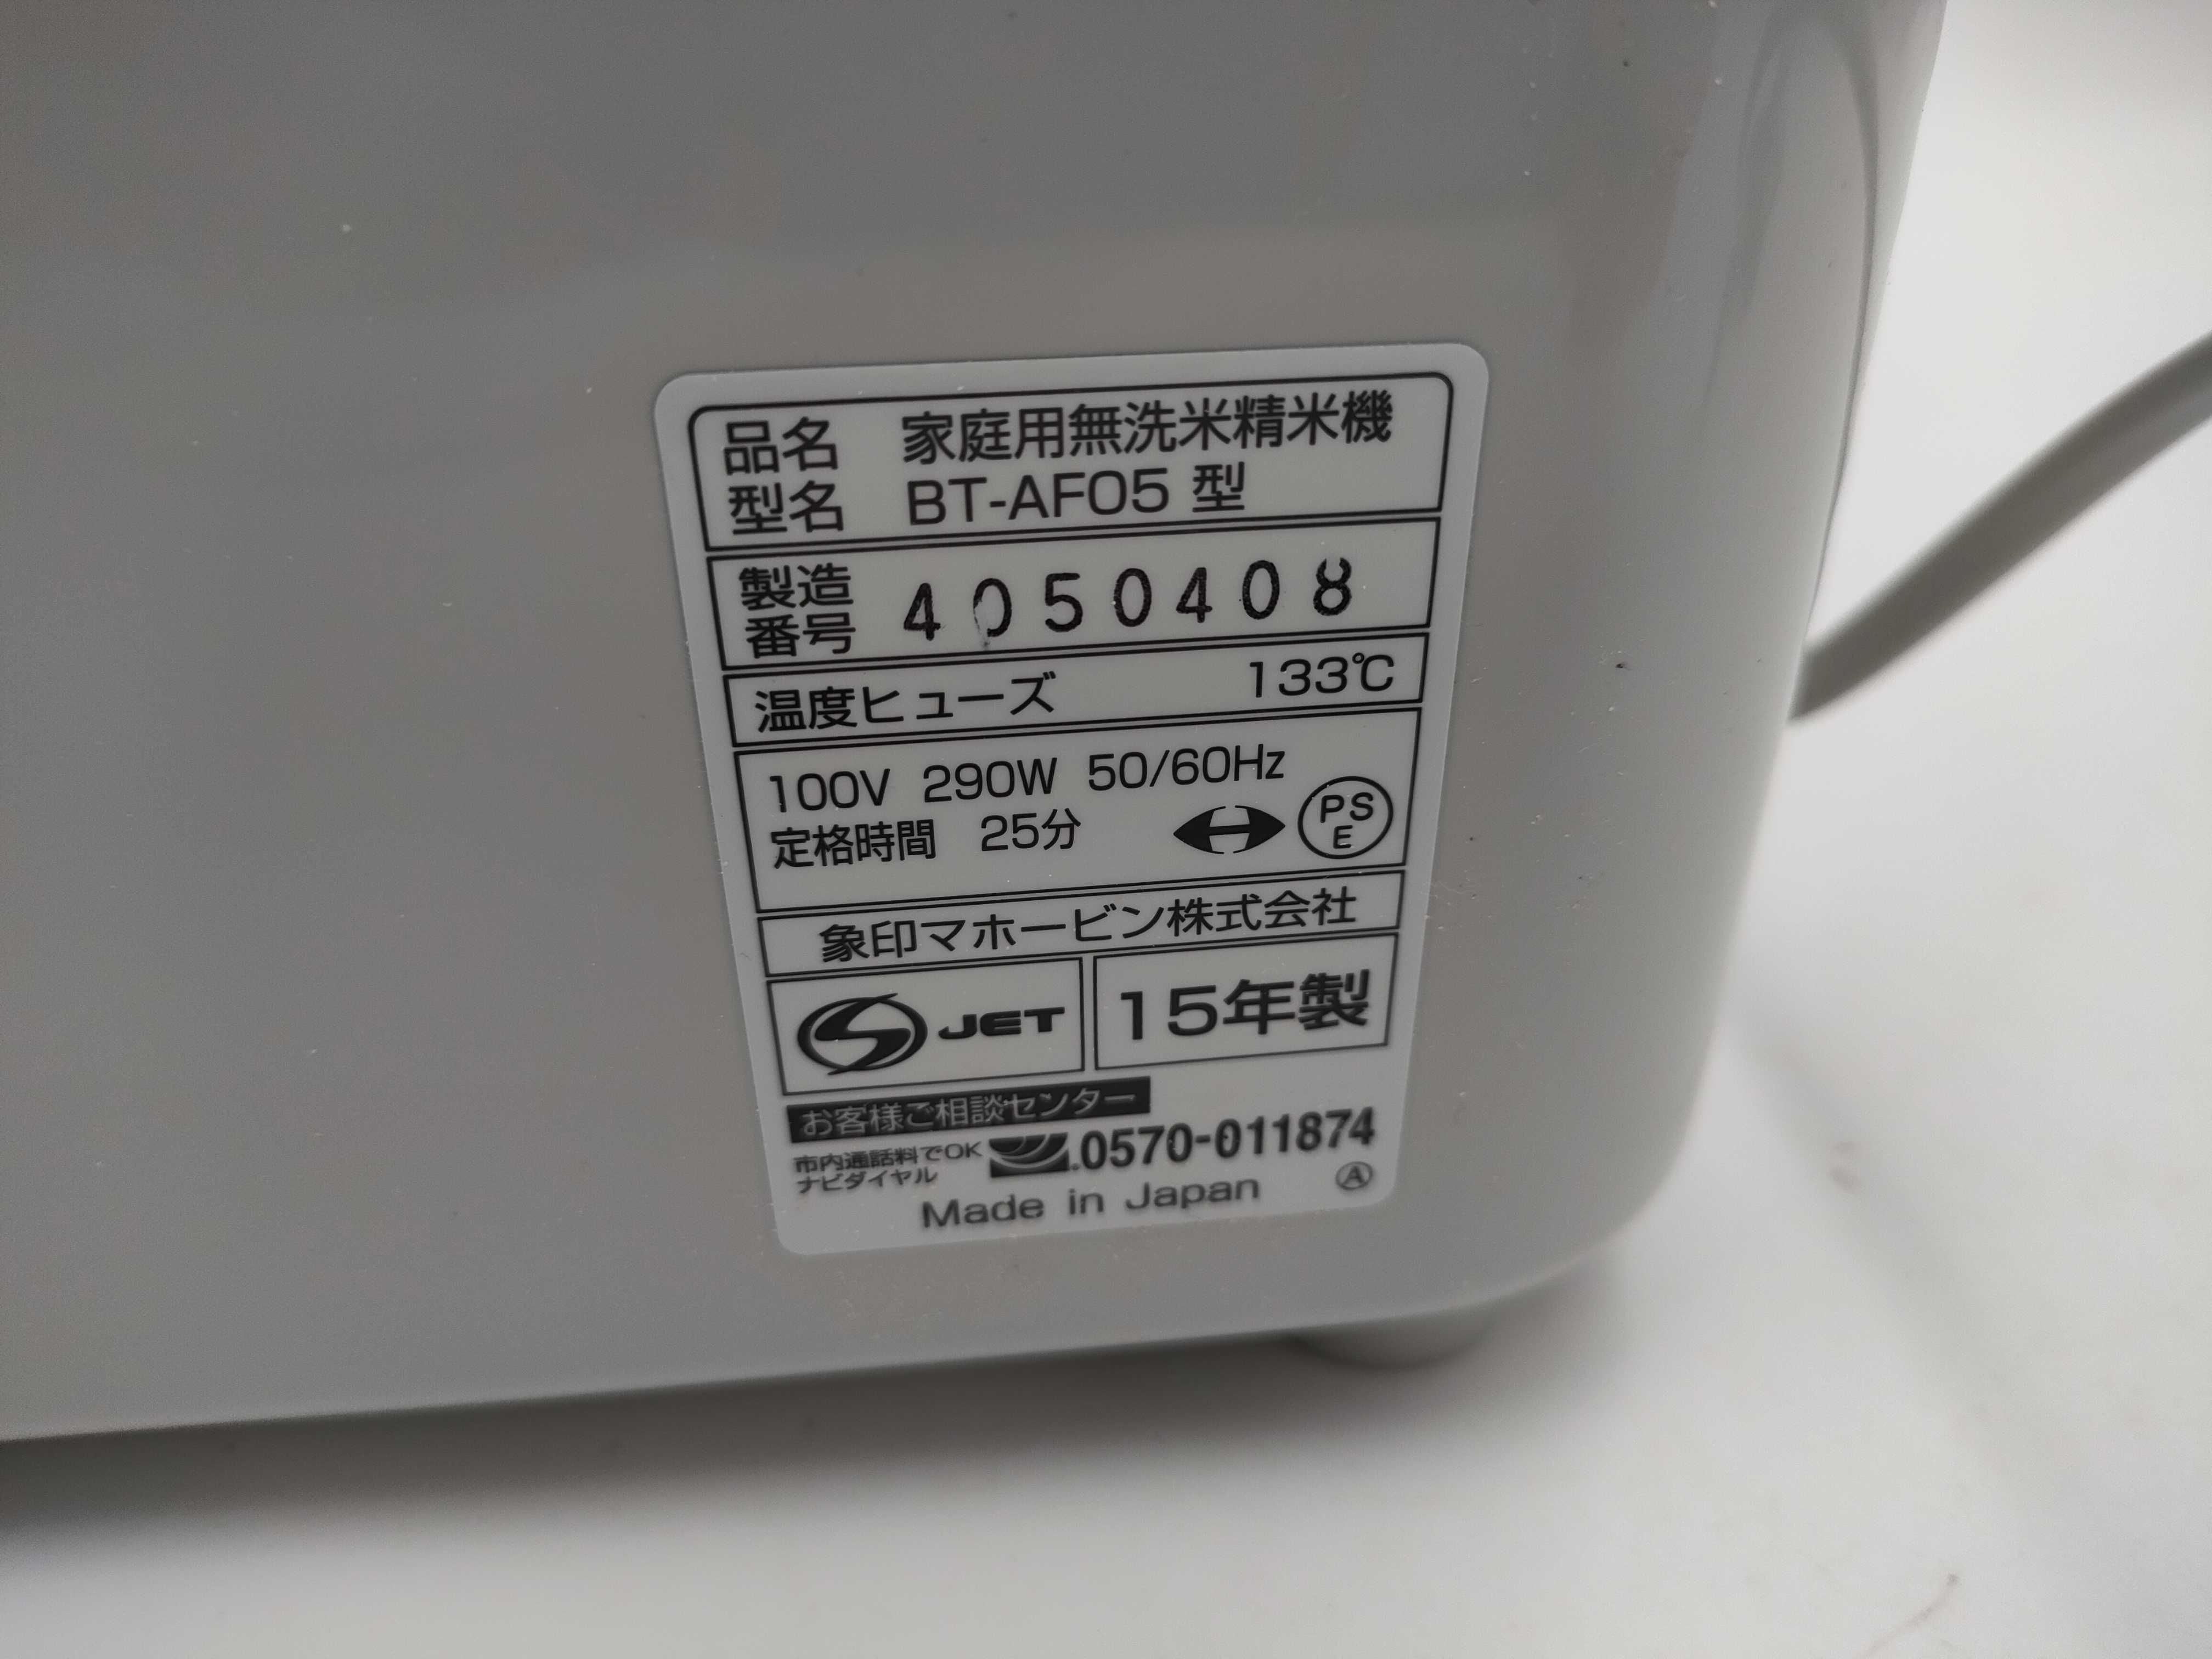 品名 家庭用無洗米精米機
型名 BT-AF05 型
製造番号 4050408
温度ヒューズ 133℃
100V 290W 50/60Hz
定格時間 25分
PSE
象印マホービン株式会社
JET 15年製
お客様ご相談センター
市内通話料でOK
ナビダイヤル 0570-011874
Made in Japan Ⓐ